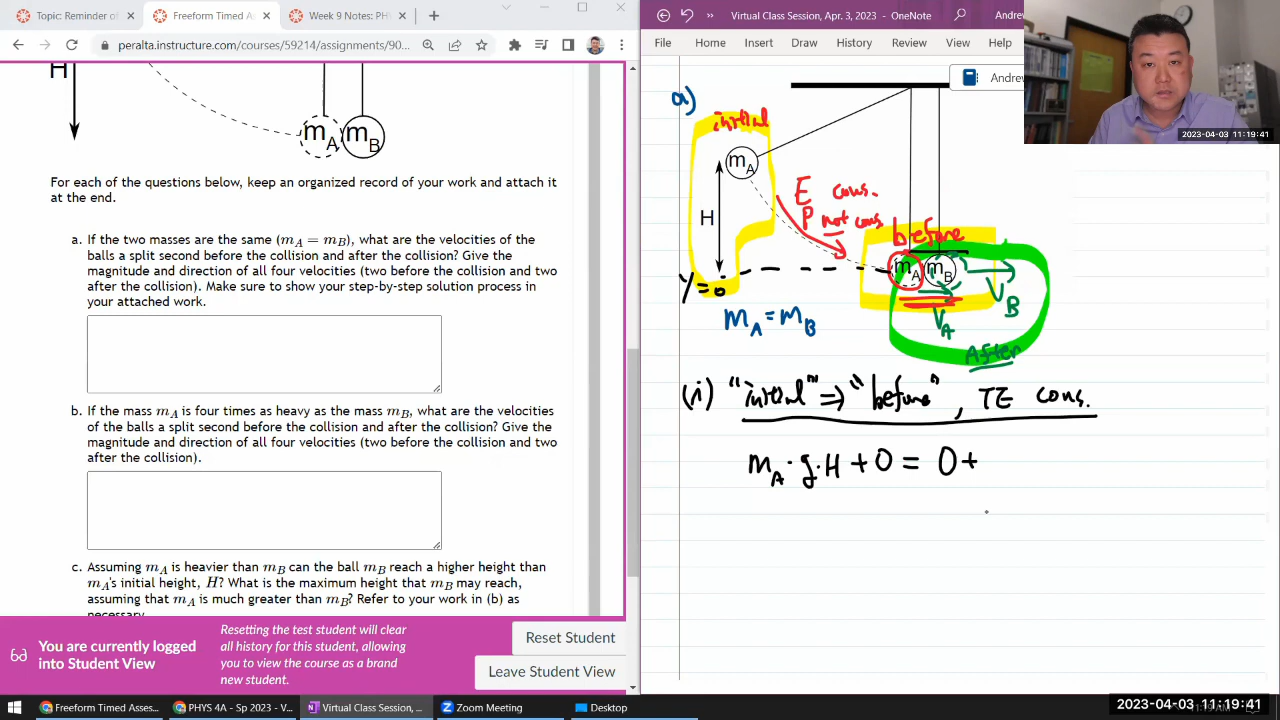 Topic: Reminder of
Freeform Timed A
Week 9 Notes: PH
peralta.instructure.com/courses/59214/assignments/90...
H
mA
mB
For each of the questions below, keep an organized record of your work and attach it
at the end.
a. If the two masses are the same (mA = mB), what are the velocities of the
balls a split second before the collision and after the collision? Give the
magnitude and direction of all four velocities (two before the collision and two
after the collision). Make sure to show your step-by-step solution process in
your attached work.
b. If the mass mA is four times as heavy as the mass mB, what are the velocities
of the balls a split second before the collision and after the collision? Give the
magnitude and direction of all four velocities (two before the collision and two
after the collision).
c. Assuming mA is heavier than mB can the ball mB reach a higher height than
mA's initial height, H? What is the maximum height that mB may reach,
assuming that mA is much greater than mB? Refer to your work in (b) as
necessary.
You are currently logged
into Student View
Resetting the test student will clear
all history for this student, allowing
you to view the course as a brand
new student.
Reset Student
Leave Student View
Virtual Class Session, Apr. 3, 2023 - OneNote
Andrew
File Home Insert Draw History Review View Help
Andrew
2023-04-03 11:19:41
a)
initial
mA
H
E cons.
P not cons.
before
mA
mB
Y=0
VB
VA
After
mA = mB
(i) "initial" ⇒ "before", TE cons.
mA · g · H + 0 = 0 +
Freeform Timed Asses...
PHYS 4A - Sp 2023 - V...
Virtual Class Session,...
Zoom Meeting
Desktop
2023-04-03 11:19:41